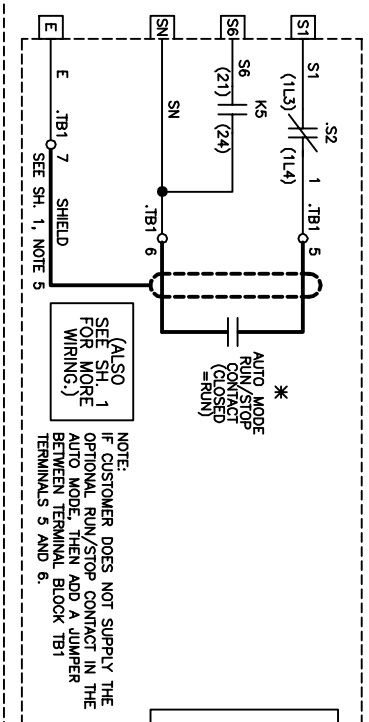 S1
S1
(1L3)
.S2
(1L4)
1
.TB1
5
S6
S6
(21)
K5
(24)
SN
SN
.TB1
6
E
E
.TB1
7
SHIELD
SEE SH. 1, NOTE 5
*
AUTO MODE
RUN/STOP
CONTACT
(CLOSED
=RUN)
(ALSO
SEE SH. 1
FOR MORE
WIRING.)
NOTE:
IF CUSTOMER DOES NOT SUPPLY THE
OPTIONAL RUN/STOP CONTACT IN THE
AUTO MODE, THEN ADD A JUMPER
BETWEEN TERMINAL BLOCK TB1
TERMINALS 5 AND 6.